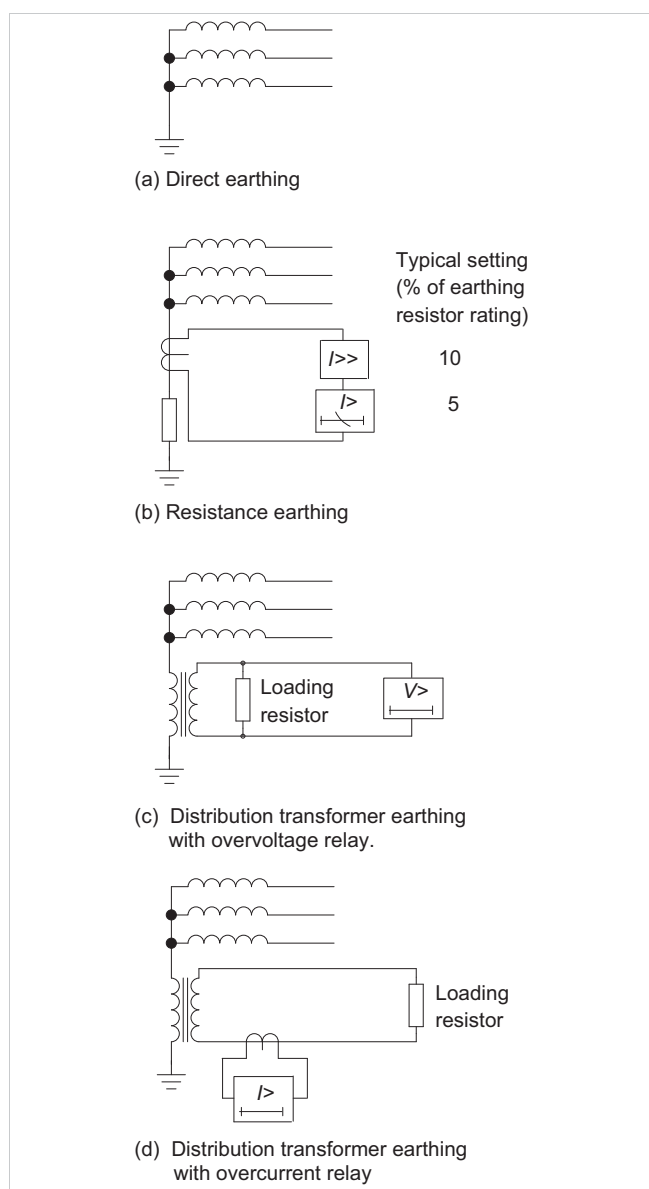 (a) Direct earthing
Typical setting
(% of earthing
resistor rating)
I>>
10
I>
5
(b) Resistance earthing
Loading
resistor
V>
(c) Distribution transformer earthing
with overvoltage relay.
Loading
resistor
I>
(d) Distribution transformer earthing
with overcurrent relay